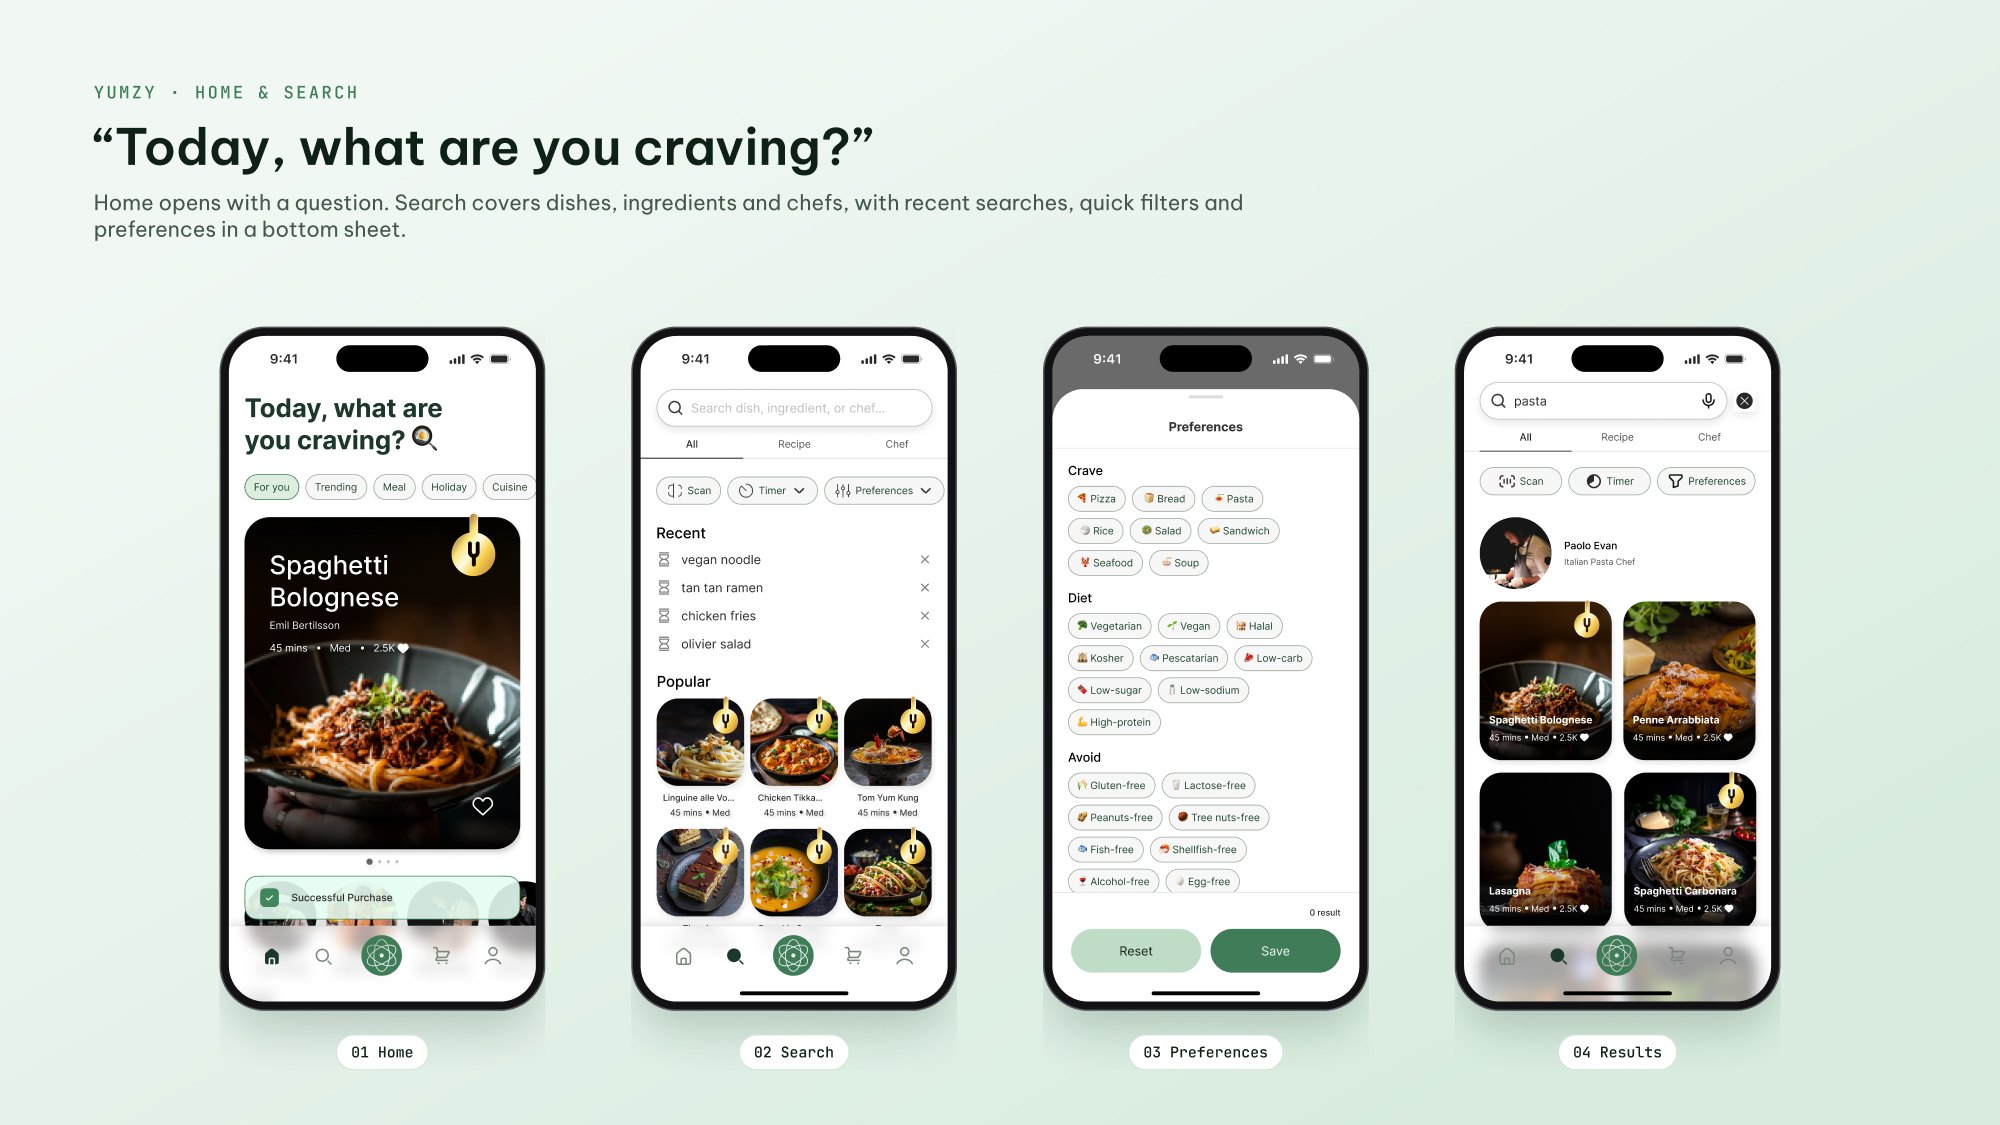 YUMZY · HOME & SEARCH
“Today, what are you craving?”
Home opens with a question. Search covers dishes, ingredients and chefs, with recent searches, quick filters and
preferences in a bottom sheet.
9:41
Today, what are
you craving?
For you
Trending
Meal
Holiday
Cuisine
Spaghetti
Bolognese
Emil Bertilsson
45 mins • Med • 2.5K
Successful Purchase
01 Home
9:41
Search dish, ingredient, or chef...
All
Recipe
Chef
Scan
Timer
Preferences
Recent
vegan noodle
tan tan ramen
chicken fries
olivier salad
Popular
Linguine alle Vo...
Chicken Tikka...
Tom Yum Kung
45 mins • Med
45 mins • Med
45 mins • Med
02 Search
9:41
Preferences
Crave
Pizza
Bread
Pasta
Rice
Salad
Sandwich
Seafood
Soup
Diet
Vegetarian
Vegan
Halal
Kosher
Pescatarian
Low-carb
Low-sugar
Low-sodium
High-protein
Avoid
Gluten-free
Lactose-free
Peanuts-free
Tree nuts-free
Fish-free
Shellfish-free
Alcohol-free
Egg-free
0 result
Reset
Save
03 Preferences
9:41
pasta
All
Recipe
Chef
Scan
Timer
Preferences
Paolo Evan
Italian Pasta Chef
Spaghetti Bolognese
45 mins • Med • 2.5K
Penne Arrabbiata
45 mins • Med • 2.5K
Lasagna
45 mins • Med • 2.5K
Spaghetti Carbonara
45 mins • Med • 2.5K
04 Results